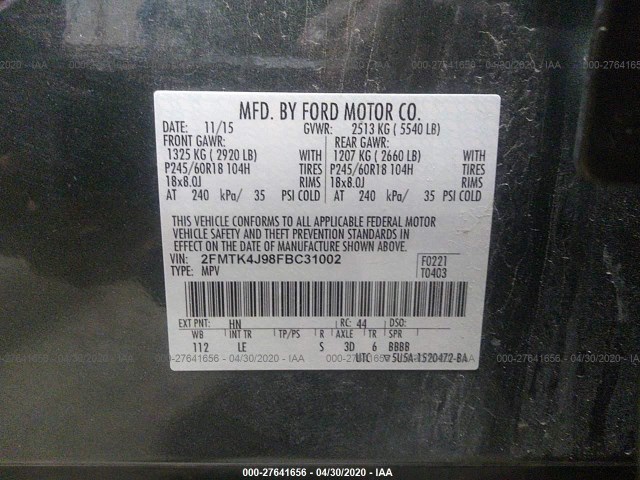 000-27641656 - 04/30/2020 - IAA
MFD. BY FORD MOTOR CO.
DATE: 11/15 GVWR: 2513 KG ( 5540 LB)
FRONT GAWR: REAR GAWR:
1325 KG ( 2920 LB) WITH 1207 KG ( 2660 LB) WITH
P245/60R18 104H TIRES P245/60R18 104H TIRES
18x8.0J RIMS 18x8.0J RIMS
AT 240 kPa/ 35 PSI COLD AT 240 kPa/ 35 PSI COLD
THIS VEHICLE CONFORMS TO ALL APPLICABLE FEDERAL MOTOR
VEHICLE SAFETY AND THEFT PREVENTION STANDARDS IN
EFFECT ON THE DATE OF MANUFACTURE SHOWN ABOVE.
VIN: 2FMTK4J98FBC31002 F0221
TYPE: MPV T0403
EXT PNT: HN RC: 44 DSO:
WB INT TR TP/PS R AXLE TR SPR
112 LE S 3D 6 BBBB
UTC ▽5U5A-1520472-BA
000-27641656 - 04/30/2020 - IAA
000-27641656 - 04/30/2020 - IAA
000-27641656 - 04/30/2020 - IAA